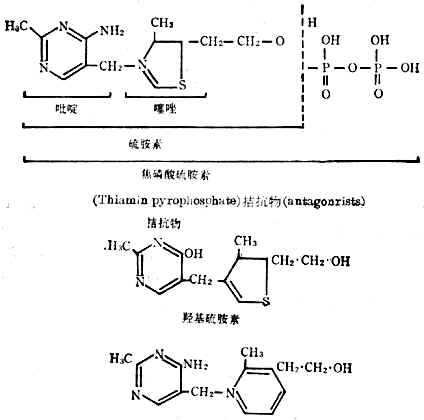 CH₃ H
H₃C N NH₂ CH₂—CH₂—O OH OH
N CH₂—N S P—O—P—OH
O O
吡啶 噻唑
硫胺素
焦磷酸硫胺素
(Thiamin pyrophosphate)拮抗物(antagonrists)
拮抗物
.H₃C N OH CH₃
N CH₂ CH₂·CH₂·OH
S
羟基硫胺素
H₃C N NH₂ CH₃ CH₂·CH₂·OH
N CH₂—N